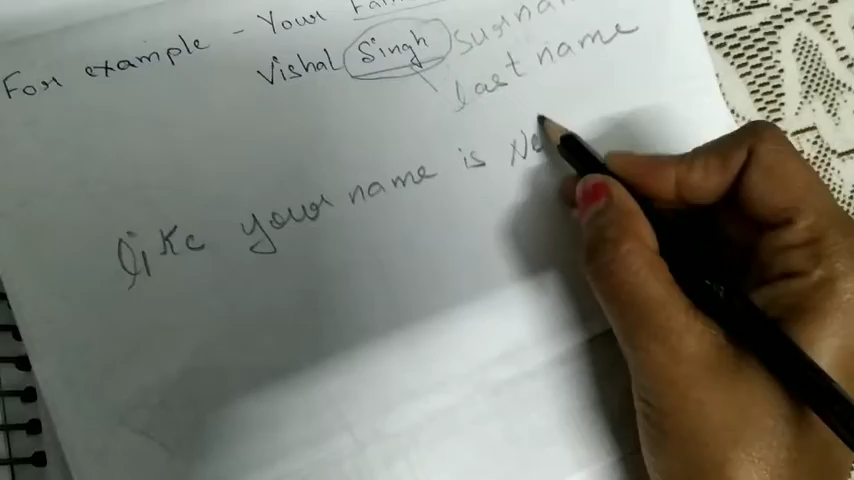 For example - Your
Vishal Singh
last name
like your name is